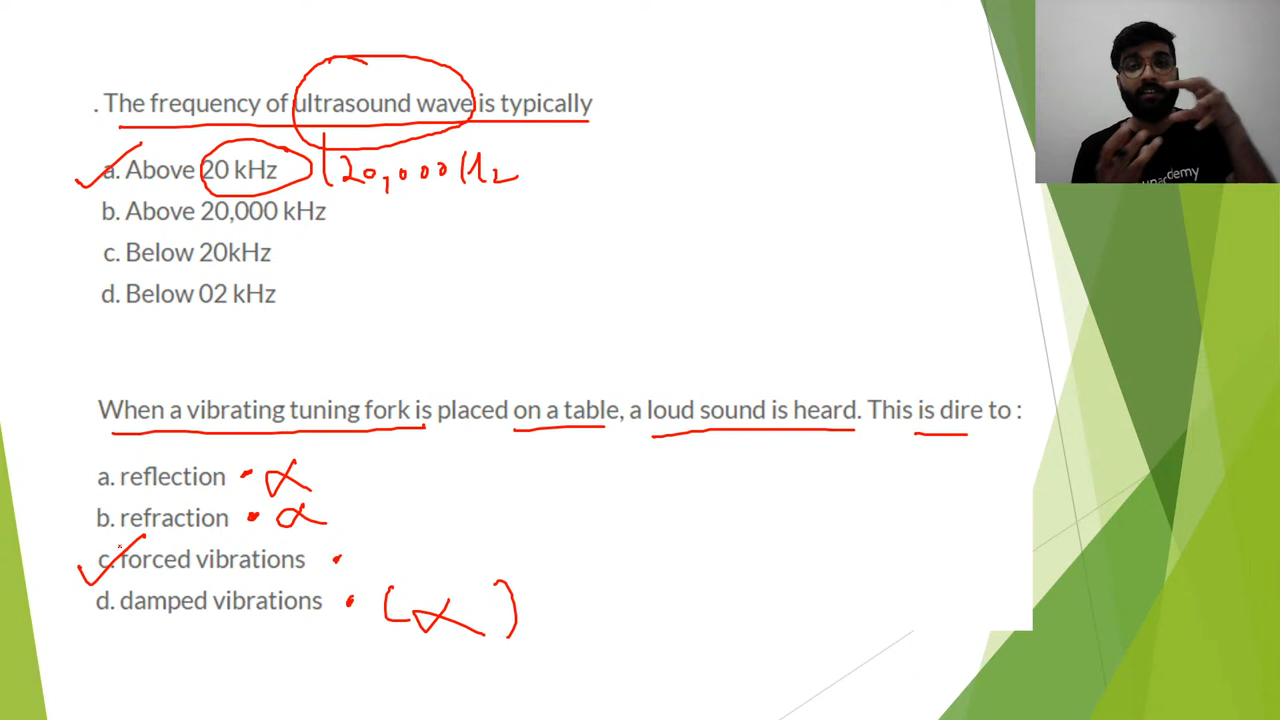 . The frequency of ultrasound wave is typically
a. Above 20 kHz
20,000 Hz
b. Above 20,000 kHz
c. Below 20kHz
d. Below 02 kHz
When a vibrating tuning fork is placed on a table, a loud sound is heard. This is dire to :
a. reflection
b. refraction
c. forced vibrations
d. damped vibrations